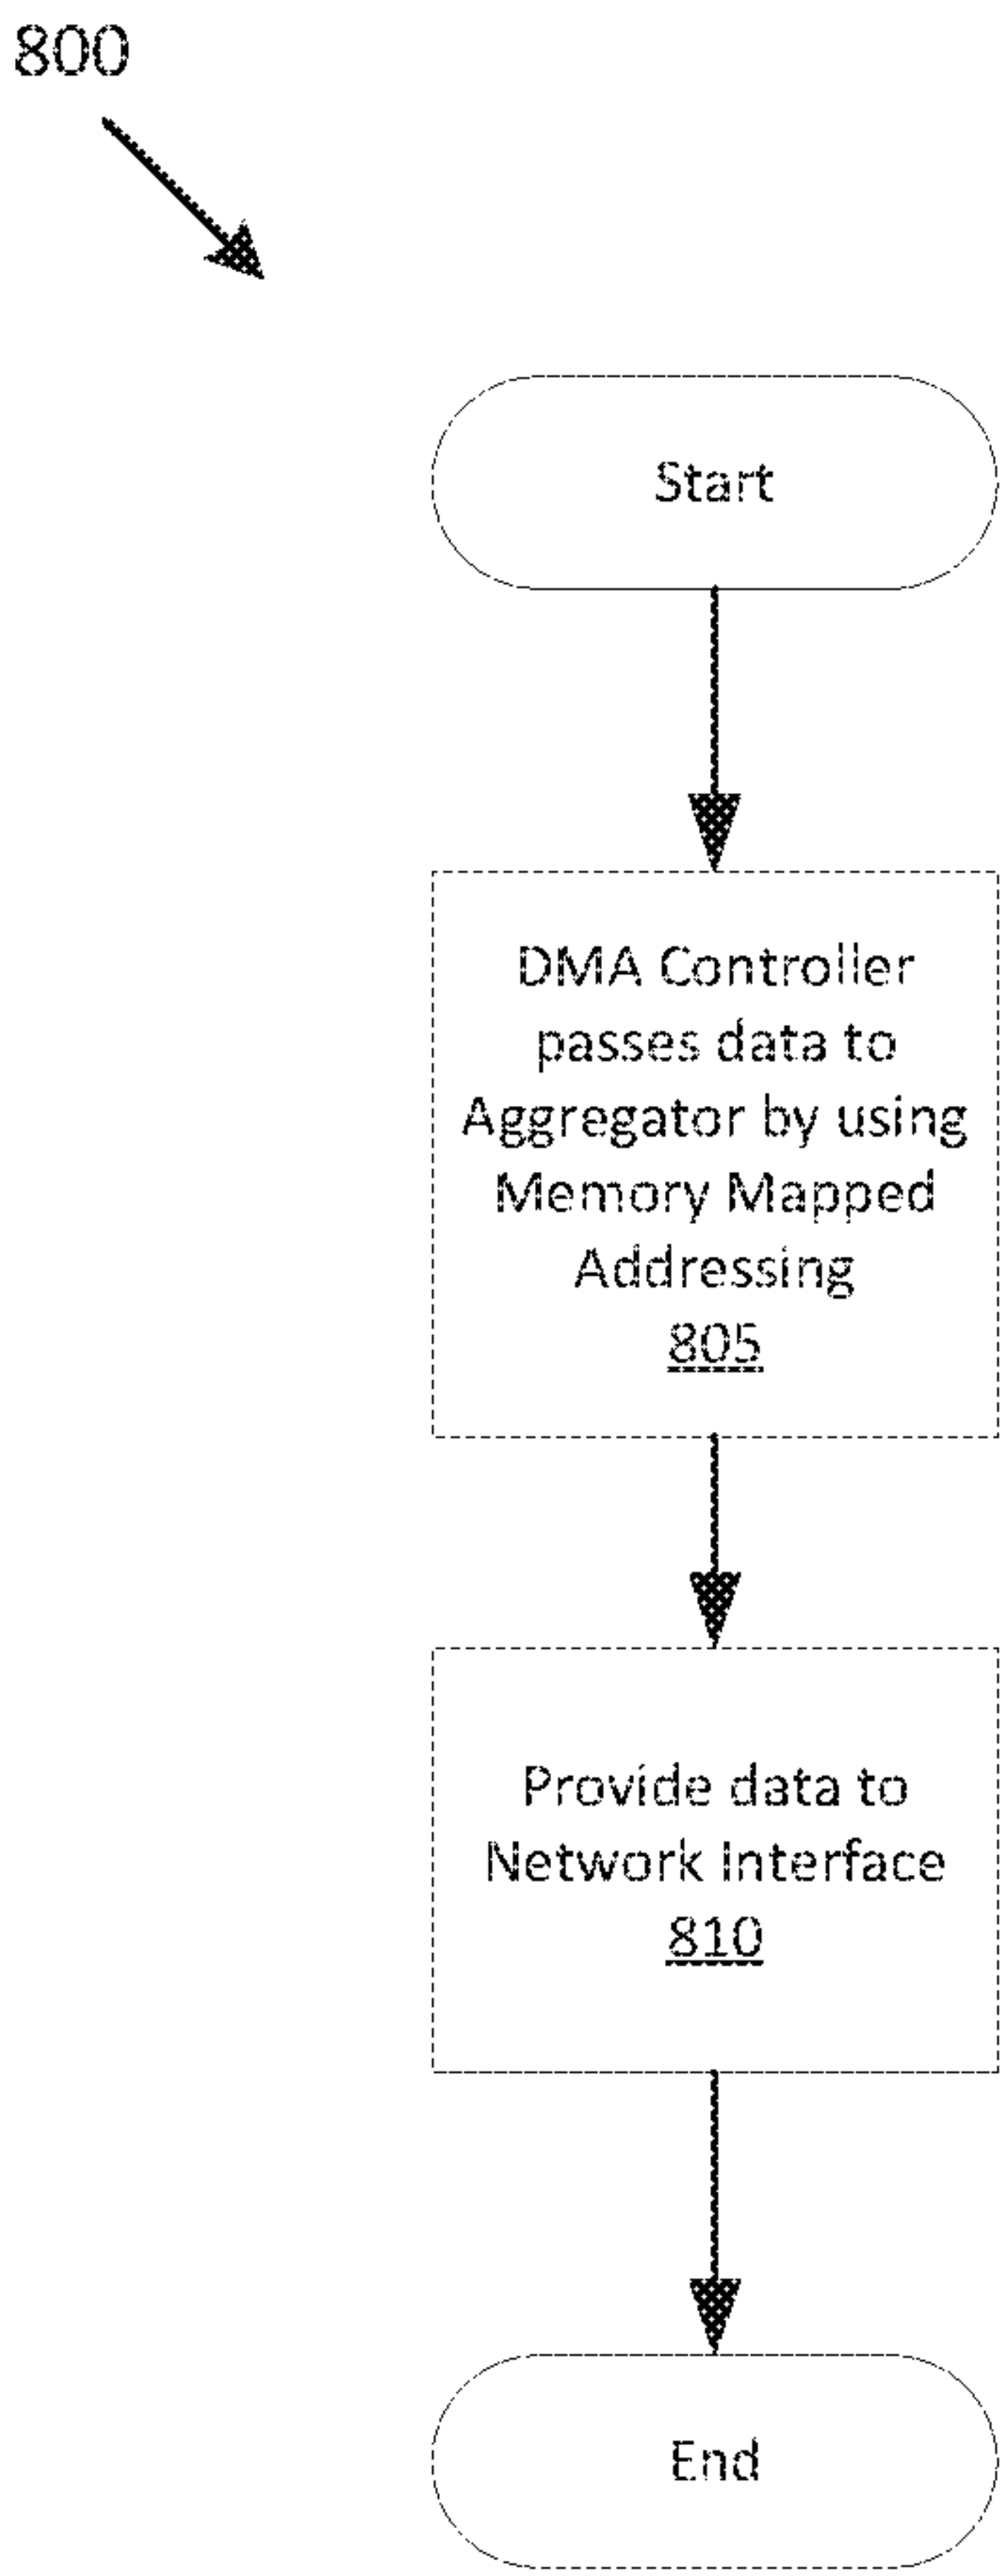 800
Start
DMA Controller
passes data to
Aggregator by using
Memory Mapped
Addressing
805
Provide data to
Network Interface
810
End